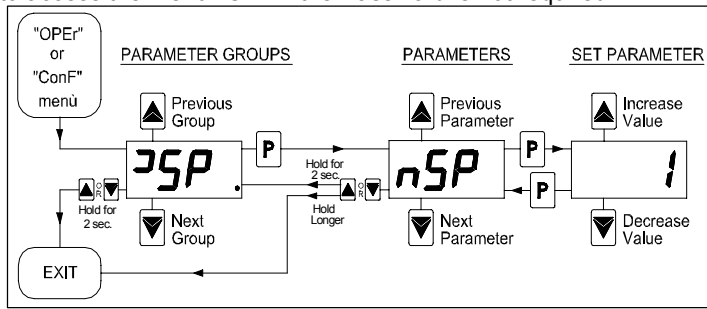 "OPEr"
or
"ConF"
menù
PARAMETER GROUPS
PARAMETERS
SET PARAMETER
Previous
Group
P
Previous
Parameter
P
Increase
Value
SP.
Hold for
2 sec.
nSP
1
OR
Hold for
2 sec.
OR
Hold
Longer
P
Next
Group
Next
Parameter
Decrease
Value
EXIT